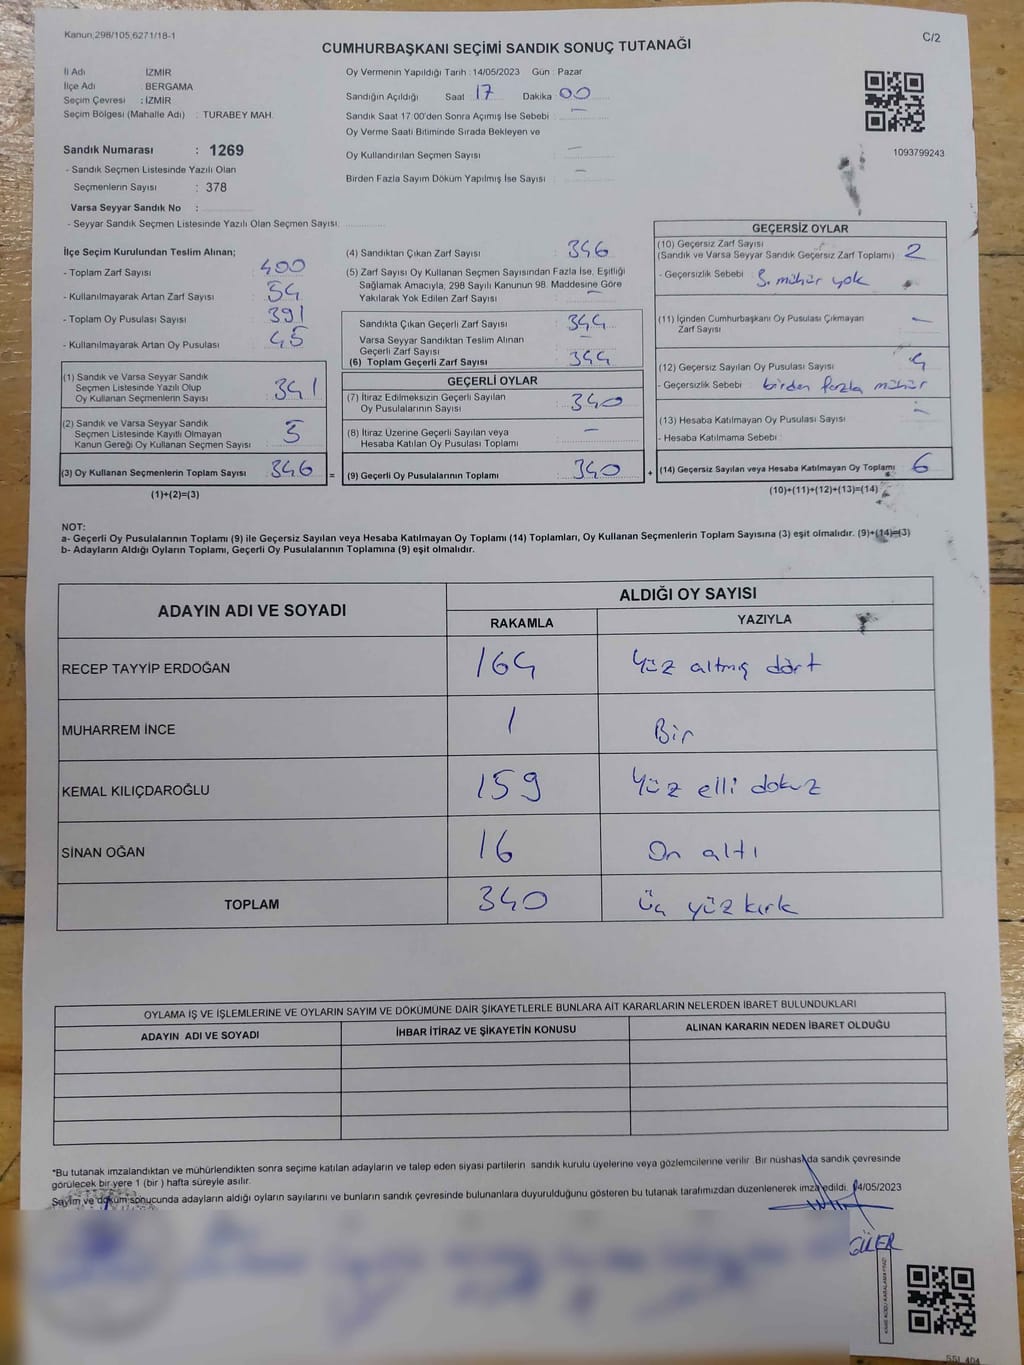 Kanun,298/105,6271/18-1
C/2
CUMHURBAŞKANI SEÇİMİ SANDIK SONUÇ TUTANAĞI
İl Adı : İZMİR
İlçe Adı : BERGAMA
Seçim Çevresi : İZMİR
Seçim Bölgesi (Mahalle Adı) : TURABEY MAH.
Oy Vermenin Yapıldığı Tarih : 14/05/2023 Gün : Pazar
Sandığın Açıldığı Saat 17 Dakika 00
Sandık Saat 17 00'den Sonra Açımış İse Sebebi : –
Oy Verme Saati Bitiminde Sırada Bekleyen ve
Oy Kullandırılan Seçmen Sayısı : –
Birden Fazla Sayım Döküm Yapılmış İse Sayısı : –
1093799243
Sandık Numarası : 1269
- Sandık Seçmen Listesinde Yazılı Olan
Seçmenlerin Sayısı : 378
Varsa Seyyar Sandık No :
- Seyyar Sandık Seçmen Listesinde Yazılı Olan Seçmen Sayısı:
İlçe Seçim Kurulundan Teslim Alınan;
- Toplam Zarf Sayısı : 400
- Kullanılmayarak Artan Zarf Sayısı : 54
- Toplam Oy Pusulası Sayısı : 391
- Kullanılmayarak Artan Oy Pusulası : 45
(1) Sandık ve Varsa Seyyar Sandık
Seçmen Listesinde Yazılı Olup
Oy Kullanan Seçmenlerin Sayısı : 341
(2) Sandık ve Varsa Seyyar Sandık
Seçmen Listesinde Kayıtlı Olmayan
Kanun Gereği Oy Kullanan Seçmen Sayısı : 5
(3) Oy Kullanan Seçmenlerin Toplam Sayısı : 346 =
(1)+(2)=(3)
(4) Sandıktan Çıkan Zarf Sayısı : 346
(5) Zarf Sayısı Oy Kullanan Seçmen Sayısından Fazla İse, Eşitliği
Sağlamak Amacıyla; 298 Sayılı Kanunun 98. Maddesine Göre
Yakılarak Yok Edilen Zarf Sayısı : –
Sandıkta Çıkan Geçerli Zarf Sayısı : 344
Varsa Seyyar Sandıktan Teslim Alınan
Geçerli Zarf Sayısı : –
(6) Toplam Geçerli Zarf Sayısı : 344
GEÇERLİ OYLAR
(7) İtiraz Edilmeksizin Geçerli Sayılan
Oy Pusulalarının Sayısı : 340
(8) İtiraz Üzerine Geçerli Sayılan veya
Hesaba Katılan Oy Pusulası Toplamı : –
(9) Geçerli Oy Pusulalarının Toplamı : 340 +
GEÇERSİZ OYLAR
(10) Geçersiz Zarf Sayısı
(Sandık ve Varsa Seyyar Sandık Geçersiz Zarf Toplamı) : 2
- Geçersizlik Sebebi : S. mühür yok
(11) İçinden Cumhurbaşkanı Oy Pusulası Çıkmayan
Zarf Sayısı : –
(12) Geçersiz Sayılan Oy Pusulası Sayısı : 4
- Geçersizlik Sebebi : birden fazla mühür
(13) Hesaba Katılmayan Oy Pusulası Sayısı : –
- Hesaba Katılmama Sebebi :
(14) Geçersiz Sayılan veya Hesaba Katılmayan Oy Toplamı : 6
(10)+(11)+(12)+(13)=(14)
NOT:
a- Geçerli Oy Pusulalarının Toplamı (9) ile Geçersiz Sayılan veya Hesaba Katılmayan Oy Toplamı (14) Toplamları, Oy Kullanan Seçmenlerin Toplam Sayısına (3) eşit olmalıdır. (9)+(14)=(3)
b- Adayların Aldığı Oyların Toplamı, Geçerli Oy Pusulalarının Toplamına (9) eşit olmalıdır.
ADAYIN ADI VE SOYADI
ALDIĞI OY SAYISI
RAKAMLA YAZIYLA
RECEP TAYYİP ERDOĞAN 164 Yüz altmış dört
MUHARREM İNCE 1 Bir
KEMAL KILIÇDAROĞLU 159 Yüz elli dokuz
SİNAN OĞAN 16 On altı
TOPLAM 340 Üç yüz kırk
OYLAMA İŞ VE İŞLEMLERİNE VE OYLARIN SAYIM VE DÖKÜMÜNE DAİR ŞİKAYETLERLE BUNLARA AİT KARARLARIN NELERDEN İBARET BULUNDUKLARI
ADAYIN ADI VE SOYADI İHBAR İTİRAZ VE ŞİKAYETİN KONUSU ALINAN KARARIN NEDEN İBARET OLDUĞU
*Bu tutanak imzalandıktan ve mühürlendikten sonra seçime katılan adayların ve talep eden siyasi partilerin sandık kurulu üyelerine veya gözlemcilerine verilir. Bir nüshası da sandık çevresinde
görülecek bir yere 1 (bir ) hafta süreyle asılır.
Sayım ve döküm sonucunda adayların aldığı oyların sayılarını ve bunların sandık çevresinde bulunanlara duyurulduğunu gösteren bu tutanak tarafımızdan düzenlenerek imza edildi. 14/05/2023
GÜLER